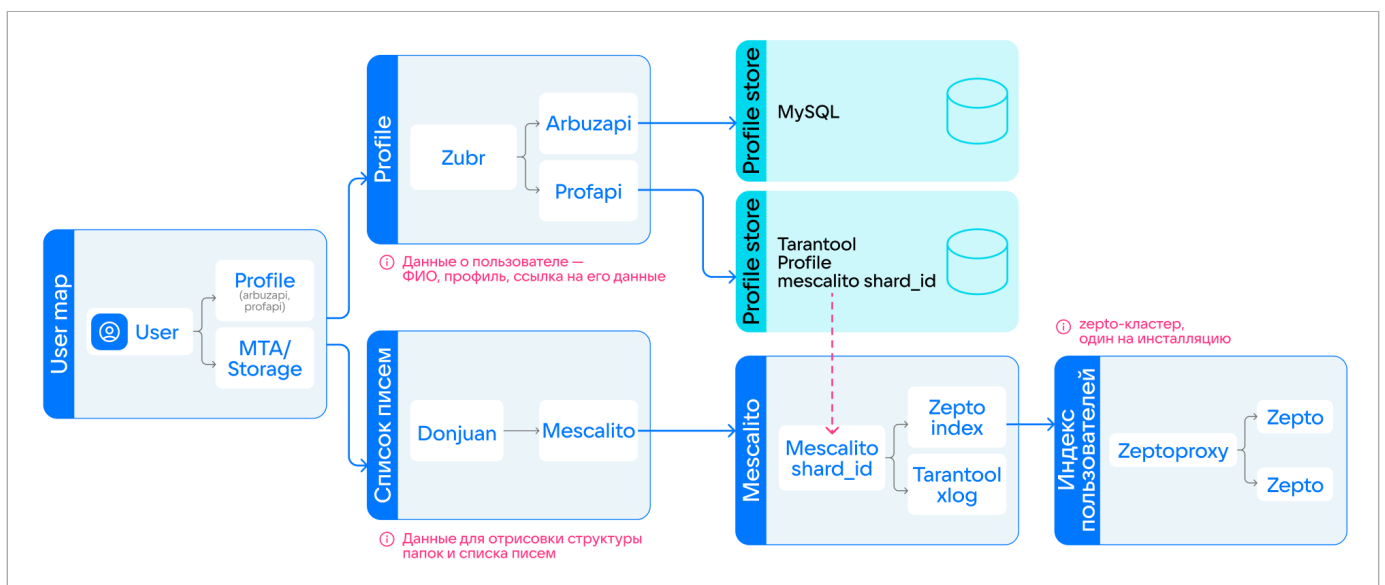 User map
User
Profile
(arbuzapi,
profapi)
MTA/
Storage
Profile
Zubr
Arbuzapi
Profapi
Данные о пользователе —
ФИО, профиль, ссылка на его данные
Profile store
MySQL
Profile store
Tarantool
Profile
mescalito shard_id
Список писем
Donjuan
Mescalito
Данные для отрисовки структуры
папок и списка писем
Mescalito
Mescalito
shard_id
Zepto
index
Tarantool
xlog
zepto-кластер,
один на инсталляцию
Индекс
пользователей
Zeptoproxy
Zepto
Zepto